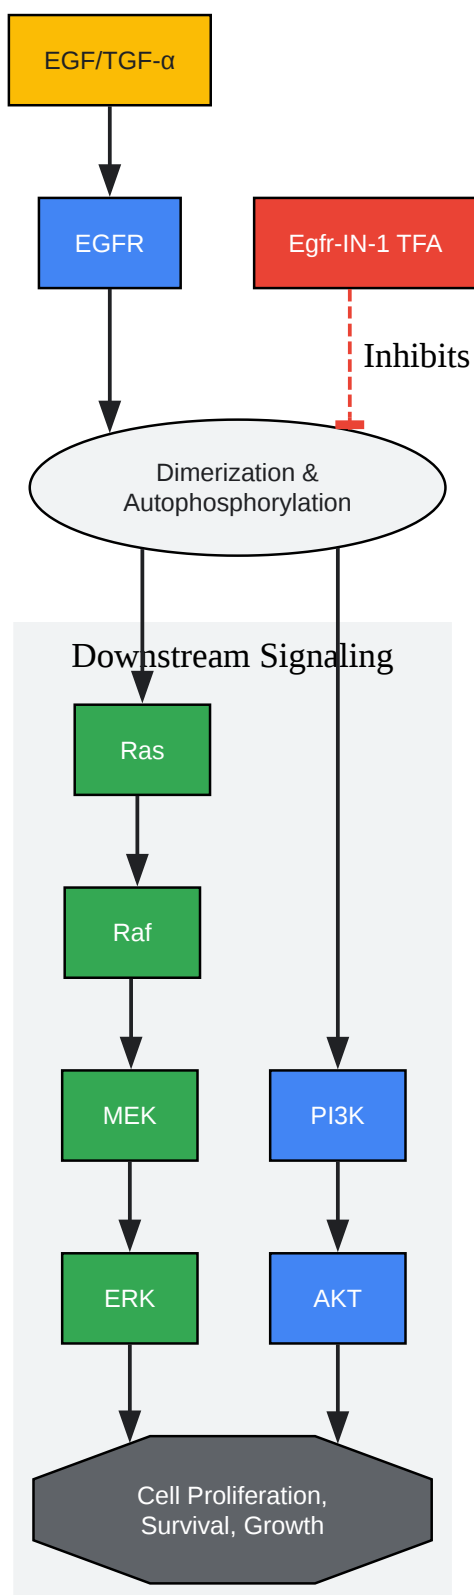 EGF/TGF-α
EGFR
Egfr-IN-1 TFA
Inhibits
Dimerization &
Autophosphorylation
Downstream Signaling
Ras
Raf
MEK
PI3K
ERK
AKT
Cell Proliferation,
Survival, Growth